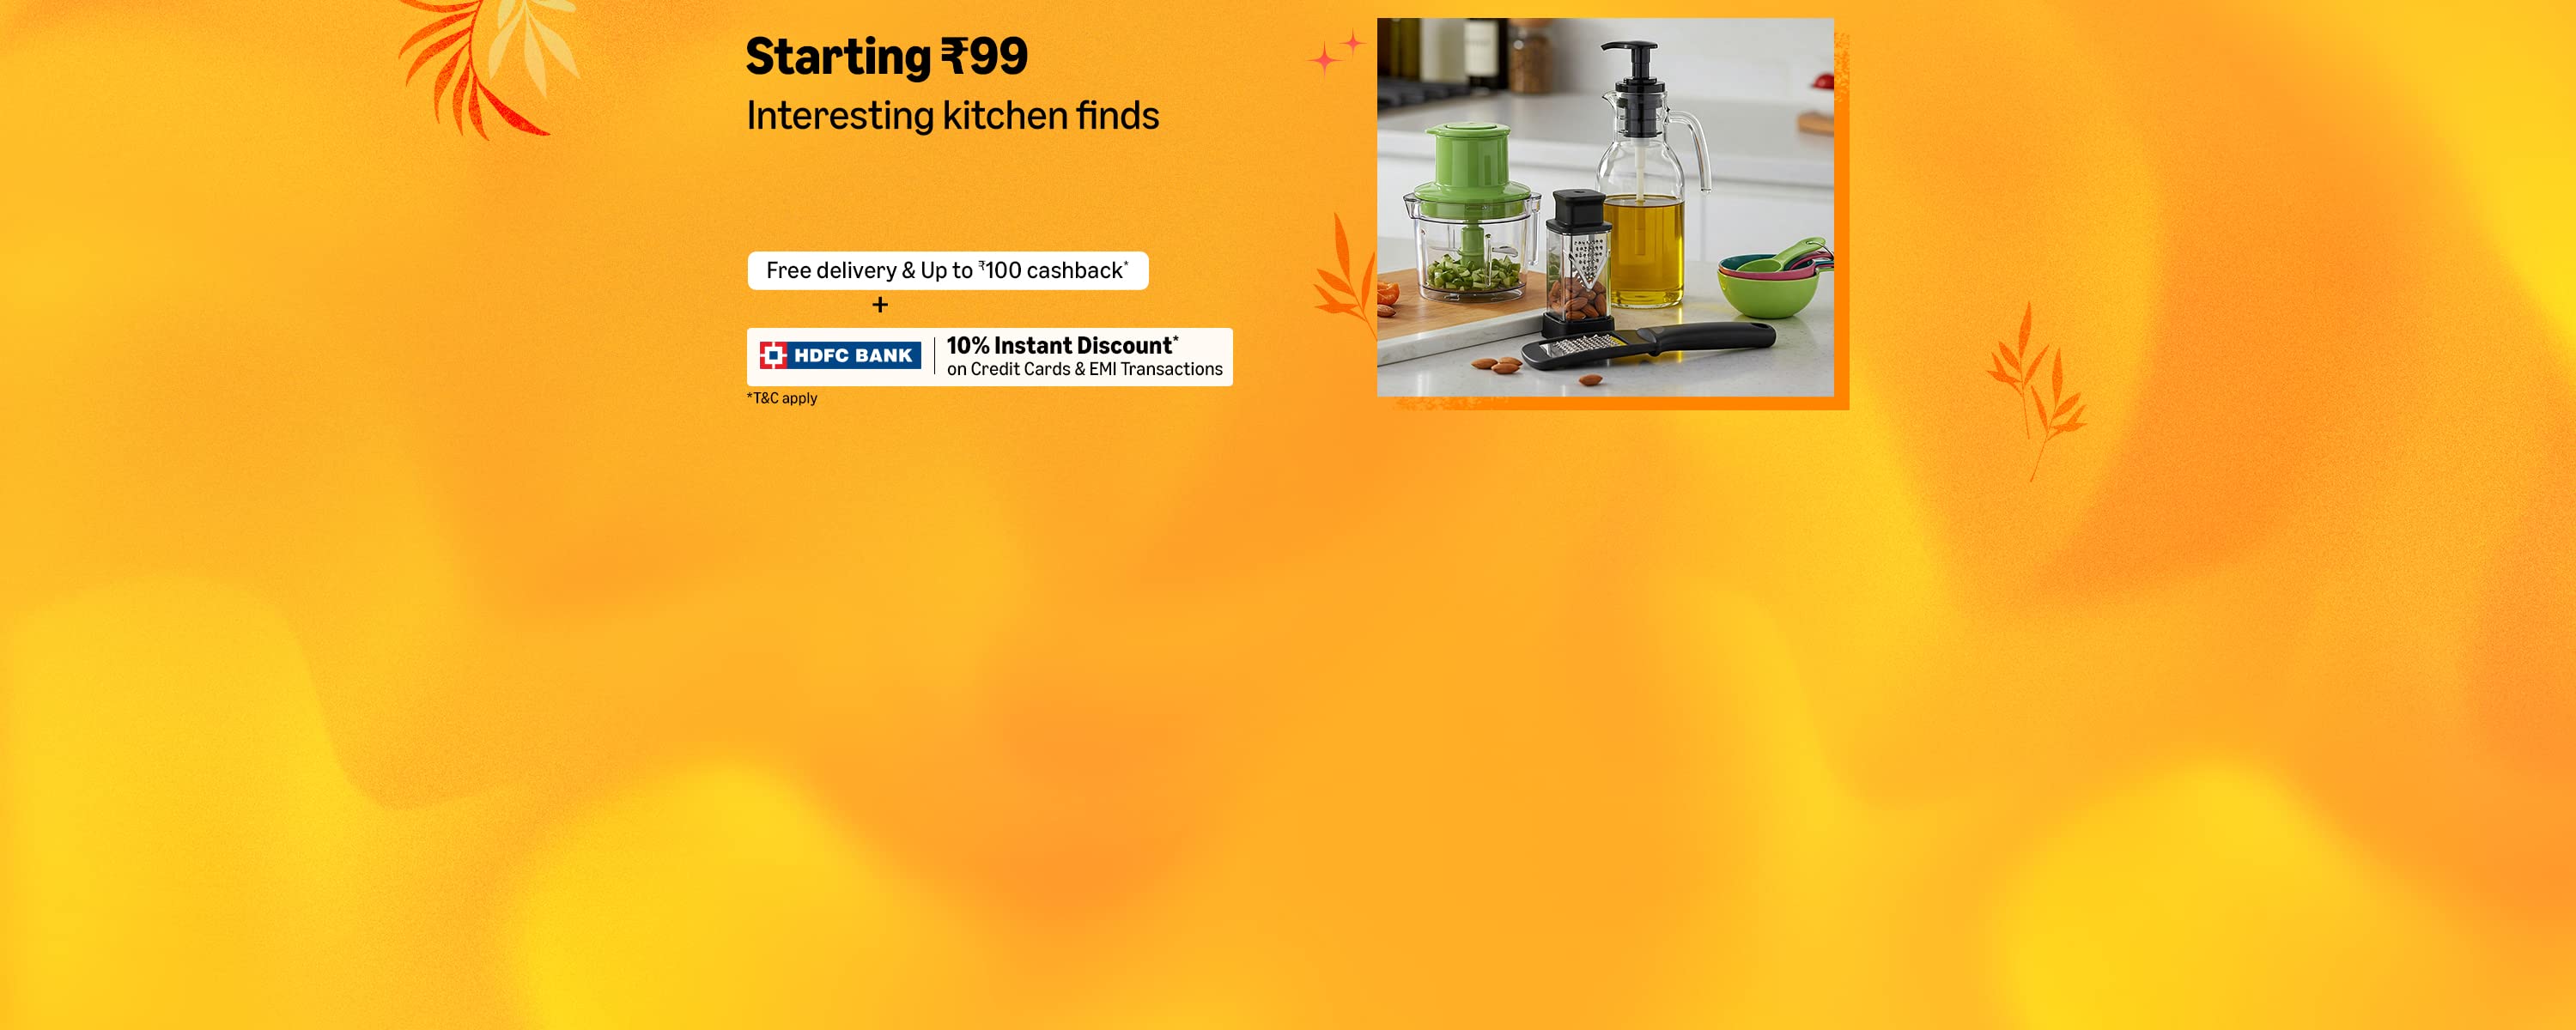 Starting ₹99
Interesting kitchen finds
Free delivery & Up to ₹100 cashback*
+
HDFC BANK
10% Instant Discount*
on Credit Cards & EMI Transactions
*T&C apply